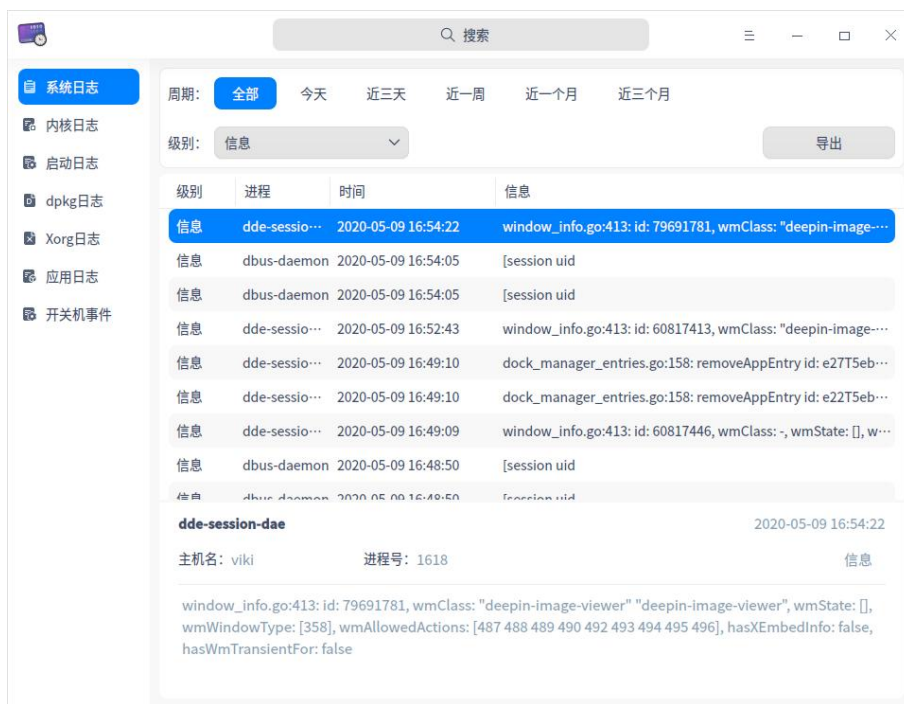 搜索
系统日志
内核日志
启动日志
dpkg日志
Xorg日志
应用日志
开关机事件
周期： 全部 今天 近三天 近一周 近一个月 近三个月
级别： 信息 导出
级别 进程 时间 信息
信息 dde-sessio··· 2020-05-09 16:54:22 window_info.go:413: id: 79691781, wmClass: "deepin-image-···
信息 dbus-daemon 2020-05-09 16:54:05 [session uid
信息 dbus-daemon 2020-05-09 16:54:05 [session uid
信息 dde-sessio··· 2020-05-09 16:52:43 window_info.go:413: id: 60817413, wmClass: "deepin-image-···
信息 dde-sessio··· 2020-05-09 16:49:10 dock_manager_entries.go:158: removeAppEntry id: e27T5eb···
信息 dde-sessio··· 2020-05-09 16:49:10 dock_manager_entries.go:158: removeAppEntry id: e22T5eb···
信息 dde-sessio··· 2020-05-09 16:49:09 window_info.go:413: id: 60817446, wmClass: -, wmState: [], w···
信息 dbus-daemon 2020-05-09 16:48:50 [session uid
信息 dbus-daemon 2020-05-09 16:48:50 [session uid
dde-session-dae 2020-05-09 16:54:22
主机名： viki 进程号： 1618 信息
window_info.go:413: id: 79691781, wmClass: "deepin-image-viewer" "deepin-image-viewer", wmState: [],
wmWindowType: [358], wmAllowedActions: [487 488 489 490 492 493 494 495 496], hasXEmbedInfo: false,
hasWmTransientFor: false